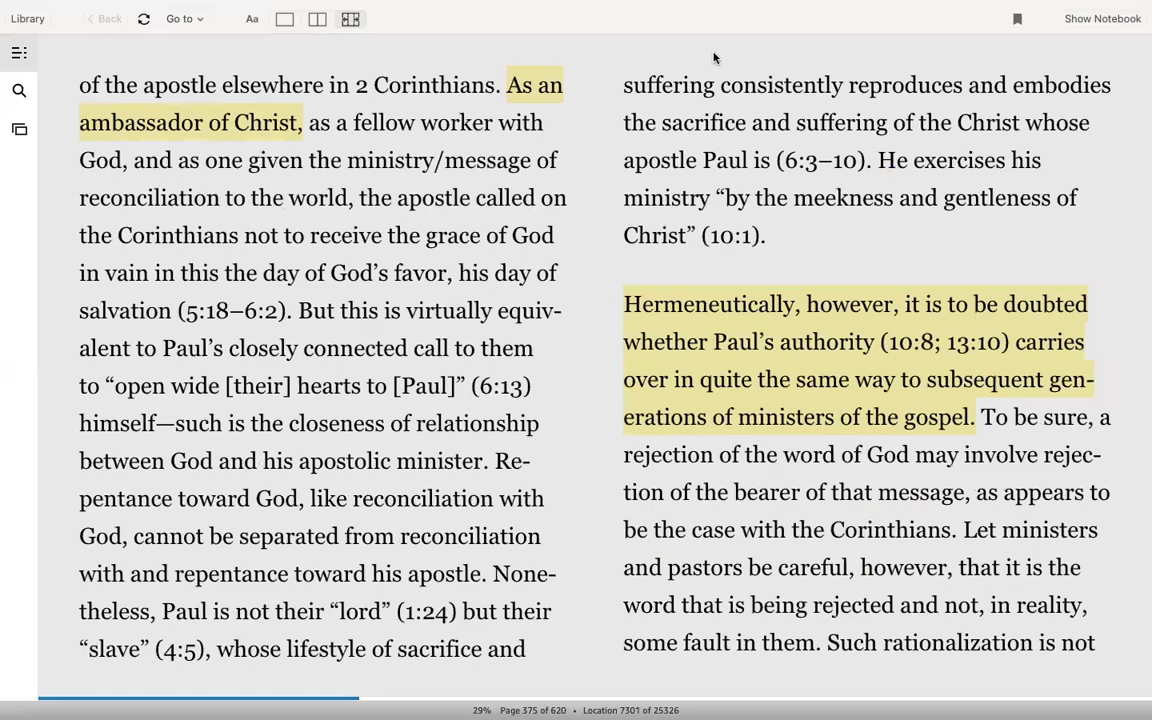 Library
Back
Go to
Aa
Show Notebook
of the apostle elsewhere in 2 Corinthians. As an
ambassador of Christ, as a fellow worker with
God, and as one given the ministry/message of
reconciliation to the world, the apostle called on
the Corinthians not to receive the grace of God
in vain in this the day of God’s favor, his day of
salvation (5:18–6:2). But this is virtually equiv-
alent to Paul’s closely connected call to them
to “open wide [their] hearts to [Paul]” (6:13)
himself—such is the closeness of relationship
between God and his apostolic minister. Re-
pentance toward God, like reconciliation with
God, cannot be separated from reconciliation
with and repentance toward his apostle. None-
theless, Paul is not their “lord” (1:24) but their
“slave” (4:5), whose lifestyle of sacrifice and
suffering consistently reproduces and embodies
the sacrifice and suffering of the Christ whose
apostle Paul is (6:3–10). He exercises his
ministry “by the meekness and gentleness of
Christ” (10:1).
Hermeneutically, however, it is to be doubted
whether Paul’s authority (10:8; 13:10) carries
over in quite the same way to subsequent gen-
erations of ministers of the gospel. To be sure, a
rejection of the word of God may involve rejec-
tion of the bearer of that message, as appears to
be the case with the Corinthians. Let ministers
and pastors be careful, however, that it is the
word that is being rejected and not, in reality,
some fault in them. Such rationalization is not
29% Page 375 of 620 • Location 7301 of 25326